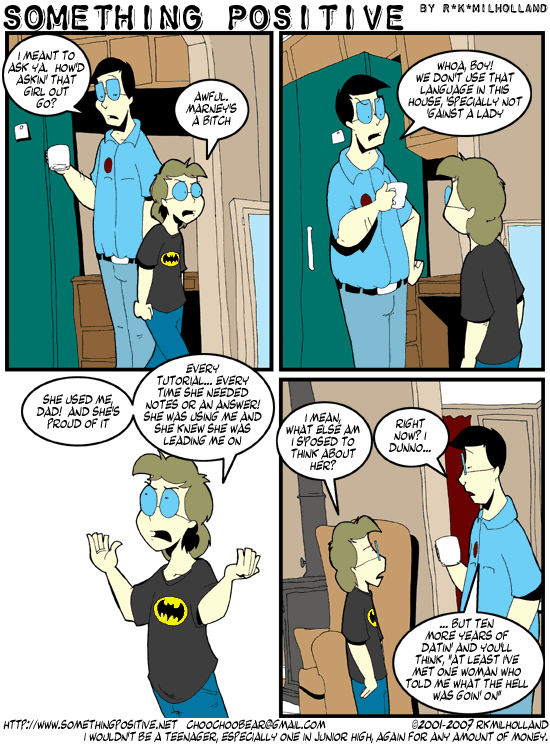 SOMETHING POSITIVE BY R*K*MILHOLLAND
I MEANT TO
ASK YA. HOW'D
ASKIN' THAT
GIRL OUT
GO?
AWFUL.
MARNEY'S
A BITCH
WHOA, BOY!
WE DON'T USE THAT
LANGUAGE IN THIS
HOUSE, 'SPECIALLY NOT
'GAINST A LADY
SHE USED ME,
DAD! AND SHE'S
PROUD OF IT
EVERY
TUTORIAL... EVERY
TIME SHE NEEDED
NOTES OR AN ANSWER!
SHE WAS USING ME AND
SHE KNEW SHE WAS
LEADING ME ON
I MEAN,
WHAT ELSE AM
I SPOSED TO
THINK ABOUT
HER?
RIGHT
NOW? I
DUNNO...
... BUT TEN
MORE YEARS OF
DATIN' AND YOU'LL
THINK, "AT LEAST I'VE
MET ONE WOMAN WHO
TOLD ME WHAT THE HELL
WAS GOIN' ON"
HTTP://WWW.SOMETHINGPOSITIVE.NET CHOOCHOOBEAR@GMAIL.COM ©2001-2007 RKMILHOLLAND
I WOULDN'T BE A TEENAGER, ESPECIALLY ONE IN JUNIOR HIGH, AGAIN FOR ANY AMOUNT OF MONEY.